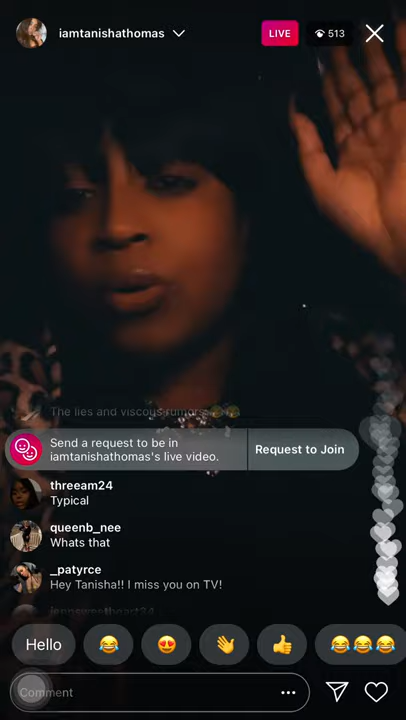 iamtanishathomas
LIVE
513
The lies and viscous rumors 😂😂
Send a request to be in
iamtanishathomas's live video.
Request to Join
threeam24
Typical
queenb_nee
Whats that
_patyrce
Hey Tanisha!! I miss you on TV!
Hello
😂
😍
👋
👍
😂😂😂
Comment